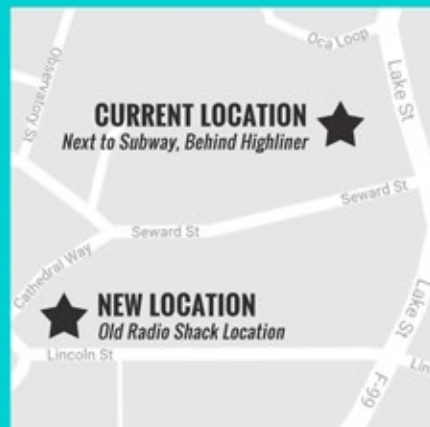 Oca Loop
Observatory St
Lake St
CURRENT LOCATION
Next to Subway, Behind Highliner
Seward St
Seward St
Cathedral Way
NEW LOCATION
Old Radio Shack Location
Lake St
Lincoln St
Lin
F-99